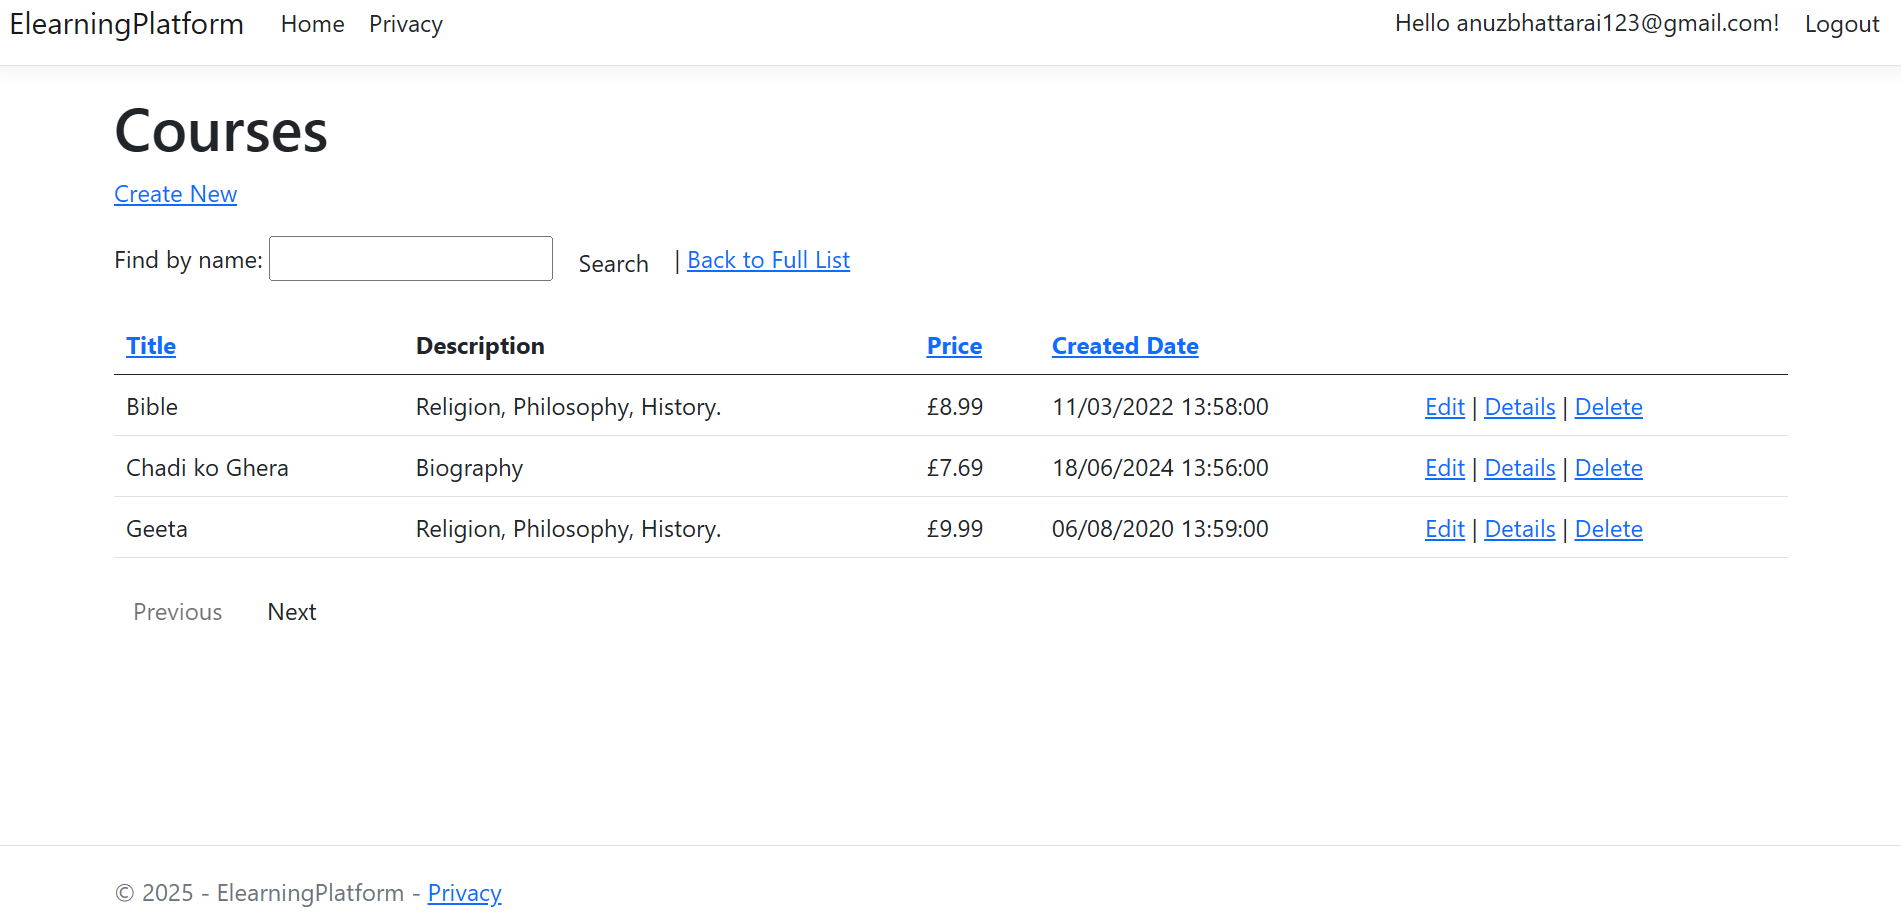 ElearningPlatform Home Privacy Hello anuzbhattarai123@gmail.com! Logout
Courses
Create New
Find by name: Search | Back to Full List
Title Description Price Created Date
Bible Religion, Philosophy, History. £8.99 11/03/2022 13:58:00 Edit | Details | Delete
Chadi ko Ghera Biography £7.69 18/06/2024 13:56:00 Edit | Details | Delete
Geeta Religion, Philosophy, History. £9.99 06/08/2020 13:59:00 Edit | Details | Delete
Previous Next
© 2025 - ElearningPlatform - Privacy